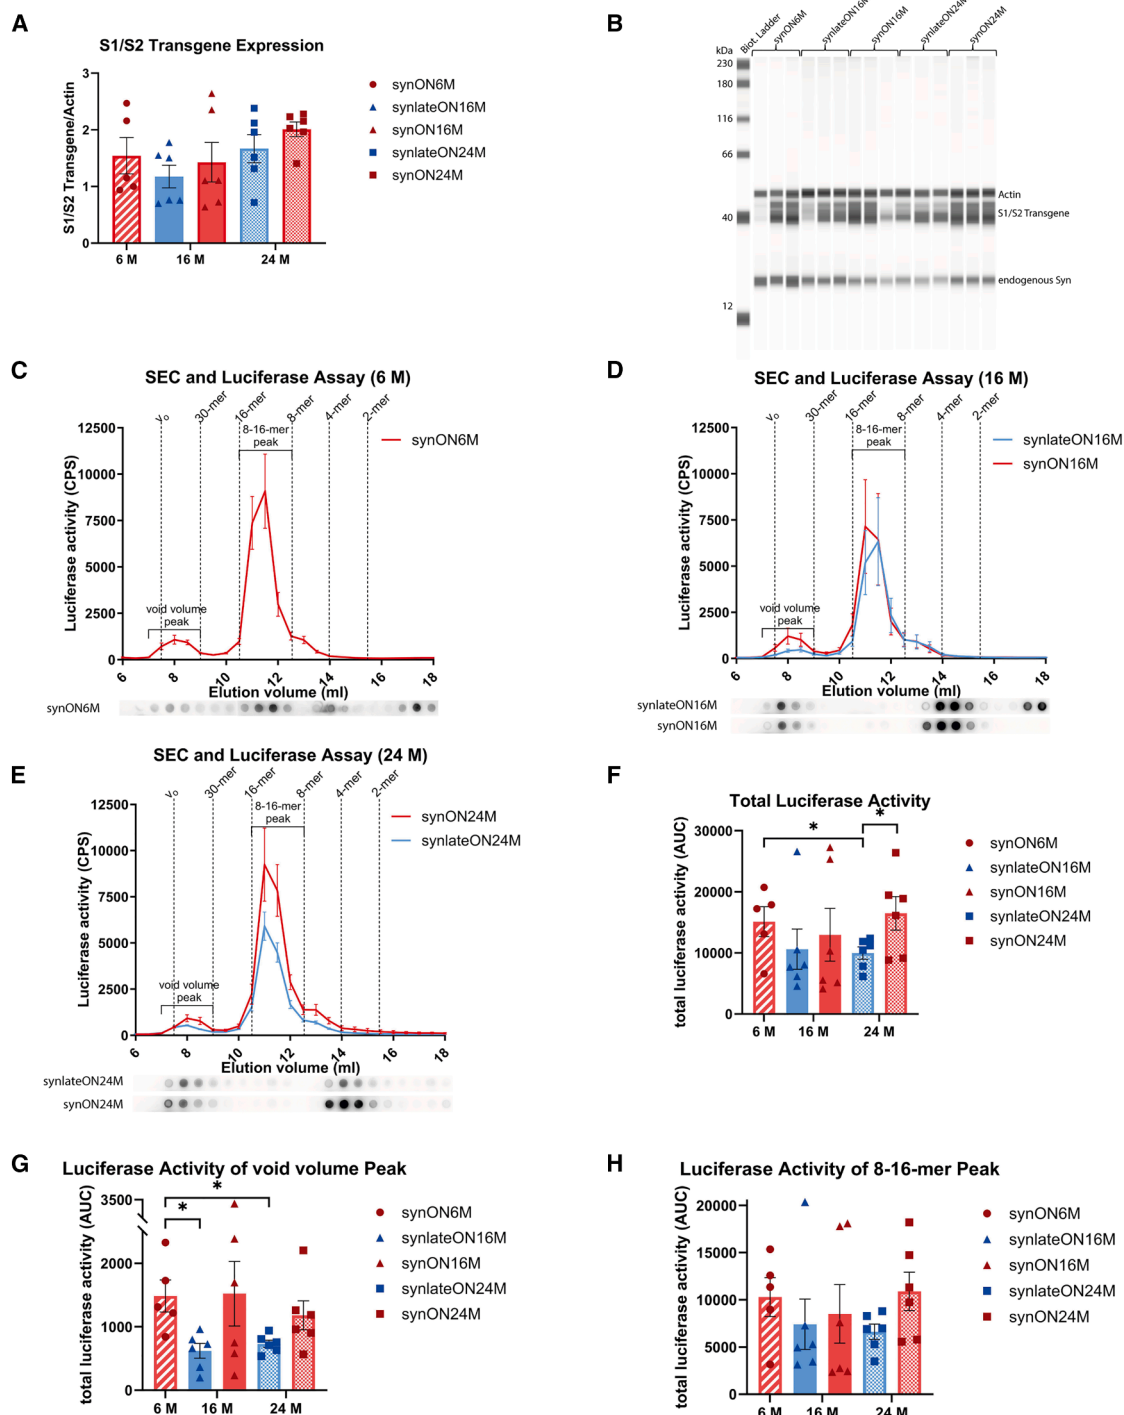 A
S1/S2 Transgene Expression
S1/S2 Transgene/Actin
3
2
1
0
6 M
16 M
24 M
synON6M
synlateON16M
synON16M
synlateON24M
synON24M
B
kDa
Biot. Ladder
synON6M
synlateON16M
synON16M
synlateON24M
synON24M
230
180
116
66
40
12
Actin
S1/S2 Transgene
endogenous Syn
C
SEC and Luciferase Assay (6 M)
Luciferase activity (CPS)
12500
10000
7500
5000
2500
0
V₀
30-mer
16-mer
8-mer
4-mer
2-mer
8-16-mer
peak
void volume
peak
synON6M
6
8
10
12
14
16
18
Elution volume (ml)
synON6M
D
SEC and Luciferase Assay (16 M)
Luciferase activity (CPS)
12500
10000
7500
5000
2500
0
V₀
30-mer
16-mer
8-mer
4-mer
2-mer
8-16-mer
peak
void volume
peak
synlateON16M
synON16M
6
8
10
12
14
16
18
Elution volume (ml)
synlateON16M
synON16M
E
SEC and Luciferase Assay (24 M)
Luciferase activity (CPS)
12500
10000
7500
5000
2500
0
V₀
30-mer
16-mer
8-mer
4-mer
2-mer
8-16-mer
peak
void volume
peak
synON24M
synlateON24M
6
8
10
12
14
16
18
Elution volume (ml)
synlateON24M
synON24M
F
Total Luciferase Activity
total luciferase activity (AUC)
30000
20000
10000
0
*
*
6 M
16 M
24 M
synON6M
synlateON16M
synON16M
synlateON24M
synON24M
G
Luciferase Activity of void volume Peak
total luciferase activity (AUC)
3500
2000
1000
0
*
*
6 M
16 M
24 M
synON6M
synlateON16M
synON16M
synlateON24M
synON24M
H
Luciferase Activity of 8-16-mer Peak
total luciferase activity (AUC)
20000
15000
10000
5000
0
6 M
16 M
24 M
synON6M
synlateON16M
synON16M
synlateON24M
synON24M